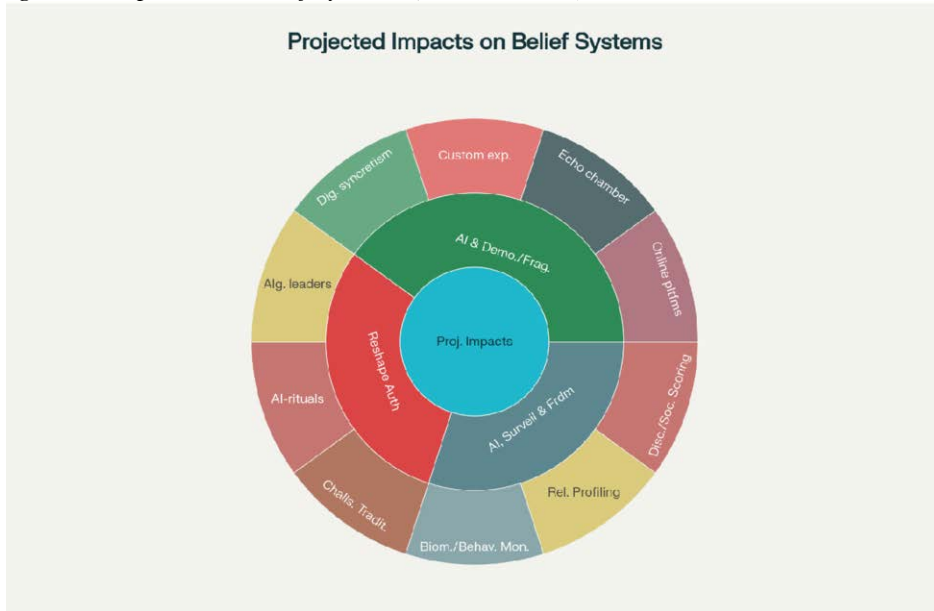 Projected Impacts on Belief Systems
Custom exp.
Echo chamber
Online pltfms
Disc./Soc. Scoring
Rel. Profiling
Biom./Behav. Mon.
Challs. Tradit.
AI-rituals
Alg. leaders
Dig. syncretism
AI & Demo./Frag.
AI, Surveil & Frdm
Reshape Auth
Proj. Impacts